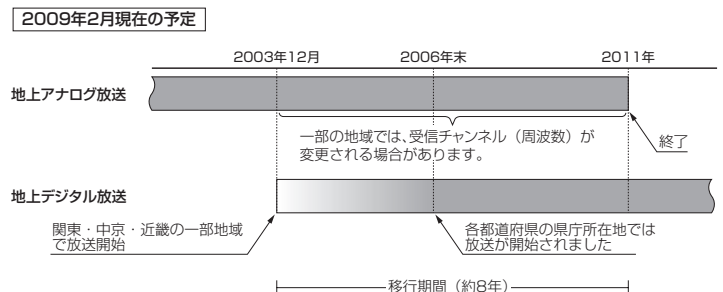 2009年2月現在の予定
2003年12月
2006年末
2011年
地上アナログ放送
一部の地域では、受信チャンネル（周波数）が
変更される場合があります。
終了
地上デジタル放送
関東・中京・近畿の一部地域
で放送開始
各都道府県の県庁所在地では
放送が開始されました
移行期間（約8年）